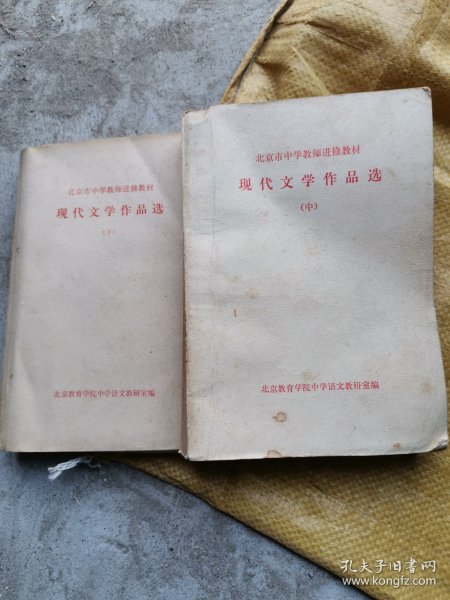 北京市中学教师进修教材
现代文学作品选
（下）
北京教育学院中学语文教研室编
北京市中学教师进修教材
现代文学作品选
（中）
北京教育学院中学语文教研室编
孔夫子旧书网
www.kongfz.com